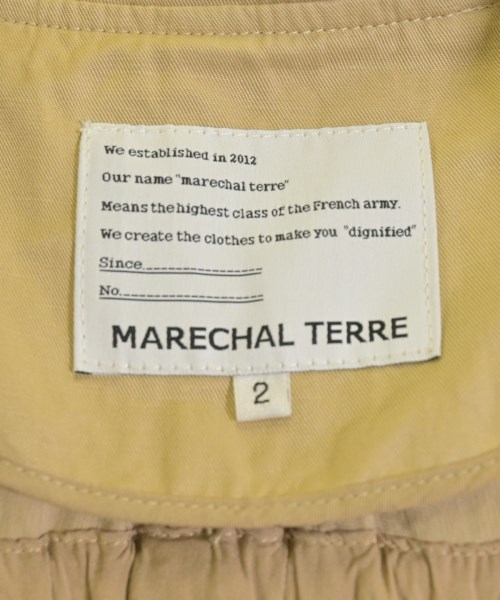 We established in 2012
Our name "marechal terre"
Means the highest class of the French army.
We create the clothes to make you "dignified"
Since
No.
MARECHAL TERRE
2